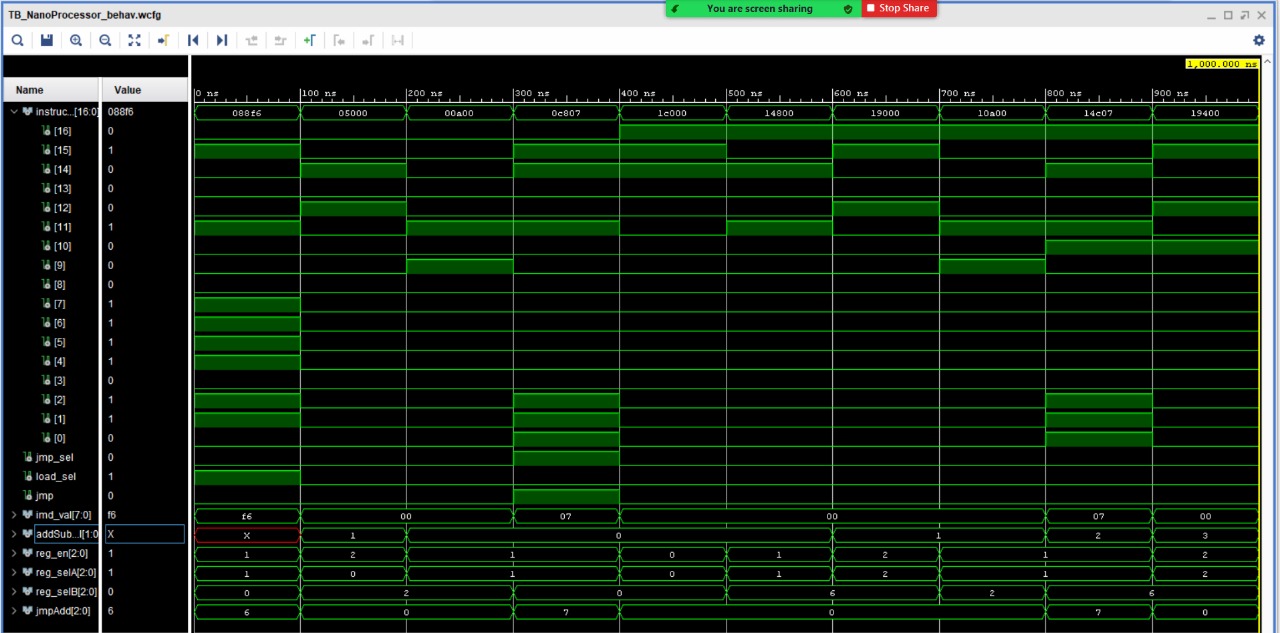 You are screen sharing Stop Share
TB_NanoProcessor_behav.wcfg
1,000.000 ns
Name Value
0 ns 100 ns 200 ns 300 ns 400 ns 500 ns 600 ns 700 ns 800 ns 900 ns
instruc...[16:0] 088f6 088f6 05000 00a00 0c807 1c000 14800 19000 10a00 14c07 19400
[16] 0
[15] 1
[14] 0
[13] 0
[12] 0
[11] 1
[10] 0
[9] 0
[8] 0
[7] 1
[6] 1
[5] 1
[4] 1
[3] 0
[2] 1
[1] 1
[0] 0
jmp_sel 0
load_sel 1
jmp 0
imd_val[7:0] f6 f6 00 07 00 07 00
addSub...l[1:0 X X 1 0 1 2 3
reg_en[2:0] 1 1 2 1 0 1 2 1 2
reg_selA[2:0] 1 1 0 1 0 1 2 1 2
reg_selB[2:0] 0 0 2 0 6 2 6
jmpAdd[2:0] 6 6 0 7 0 7 0